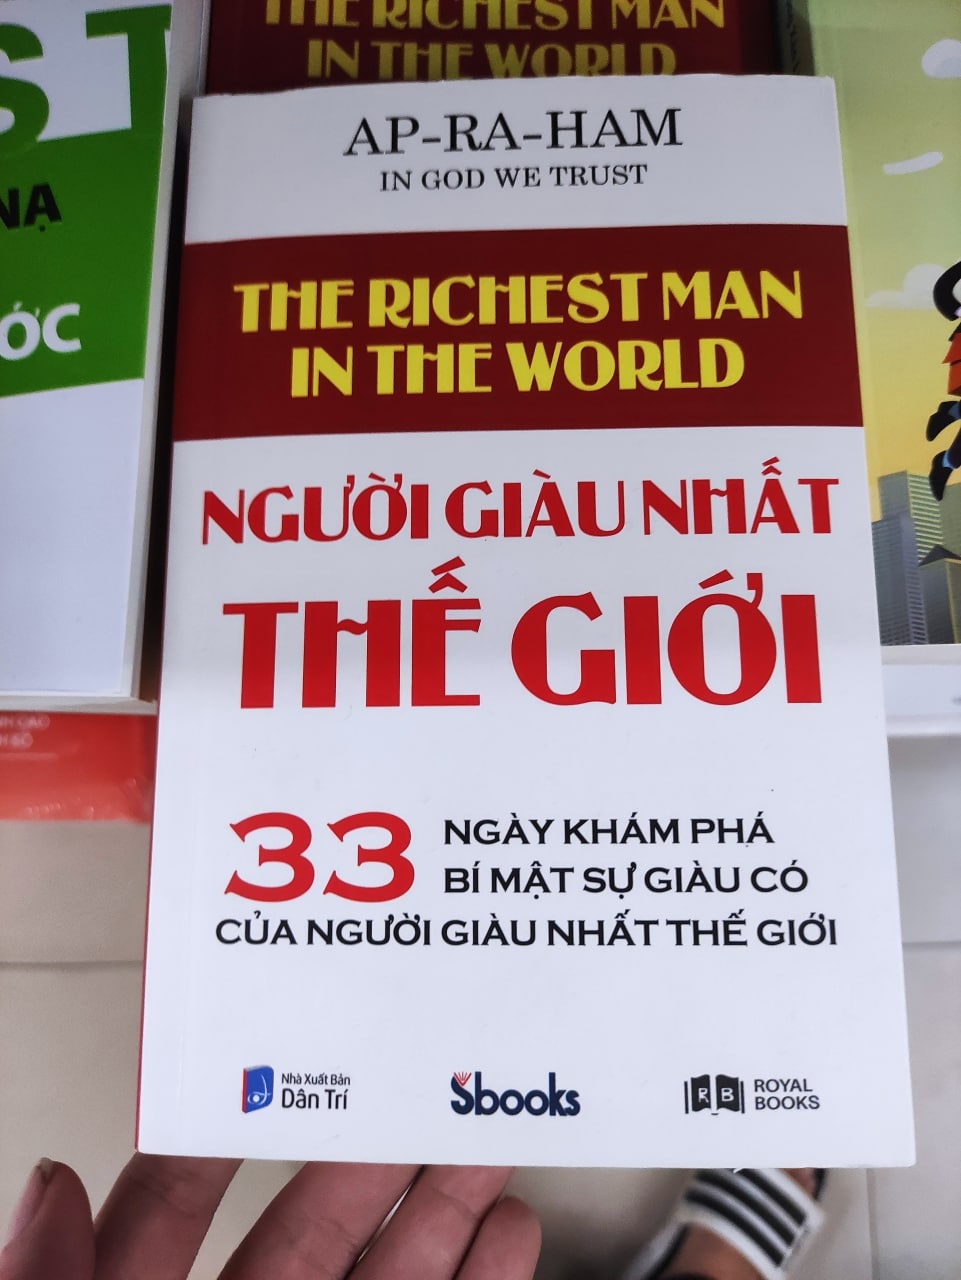 THE RICHEST MAN
IN THE WORLD
ST
NẠ
ỐC
AP-RA-HAM
IN GOD WE TRUST
THE RICHEST MAN
IN THE WORLD
NGƯỜI GIÀU NHẤT
THẾ GIỚI
33 NGÀY KHÁM PHÁ
BÍ MẬT SỰ GIÀU CÓ
CỦA NGƯỜI GIÀU NHẤT THẾ GIỚI
Nhà Xuất Bản
Dân Trí
Sbooks
RB
ROYAL
BOOKS